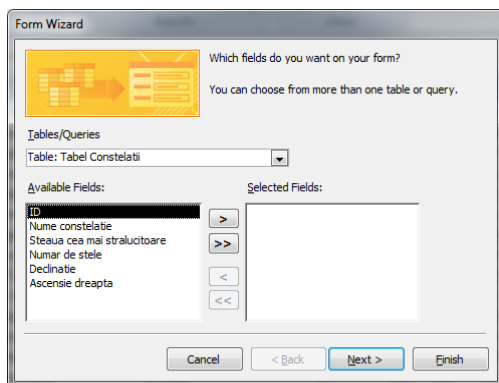 Form Wizard
Which fields do you want on your form?
You can choose from more than one table or query.
Tables/Queries
Table: Tabel Constelatii
Available Fields:
Selected Fields:
ID
Nume constelatie
Steaua cea mai stralucitoare
Numar de stele
Declinatie
Ascensie dreapta
>
>>
<
<<
Cancel
< Back
Next >
Finish